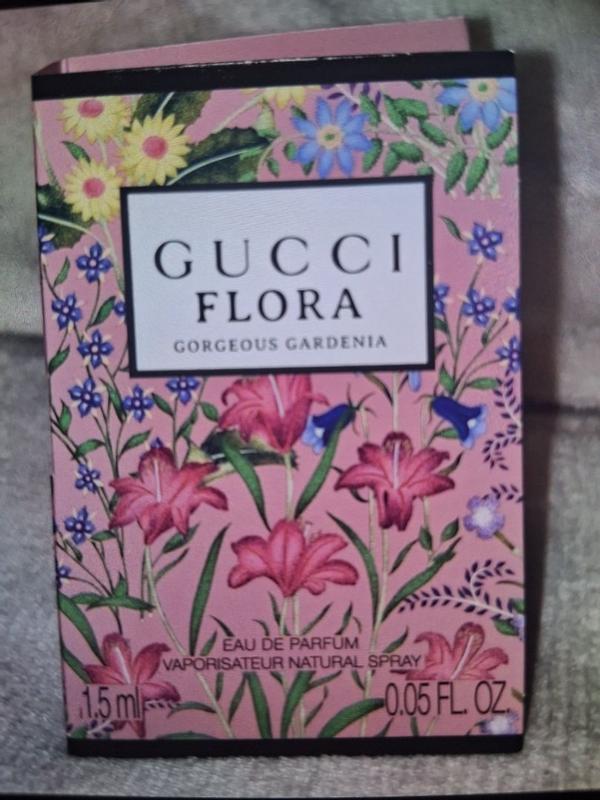 GUCCI
FLORA
GORGEOUS GARDENIA
EAU DE PARFUM
VAPORISATEUR NATURAL SPRAY
1.5 ml 0.05 FL. OZ.